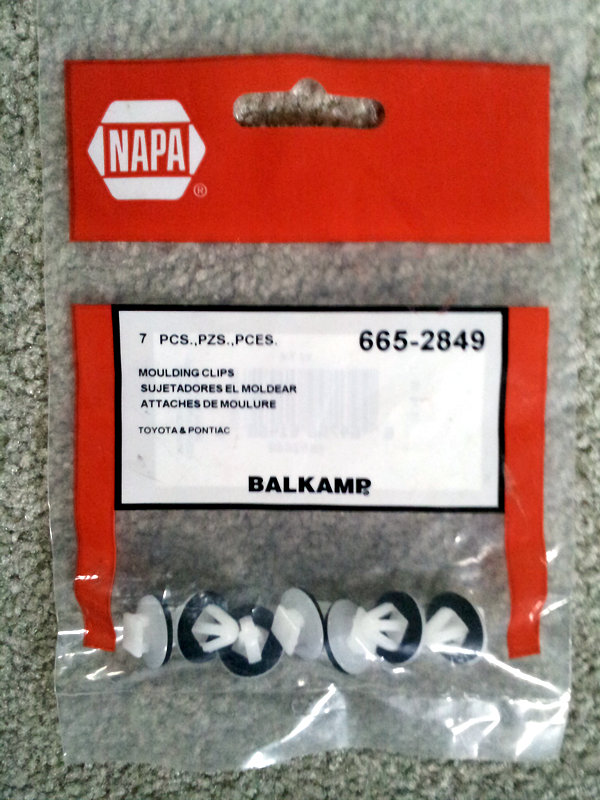 NAPA
®
7 PCS.,PZS.,PCES. 665-2849
MOULDING CLIPS
SUJETADORES EL MOLDEAR
ATTACHES DE MOULURE
TOYOTA & PONTIAC
BALKAMP